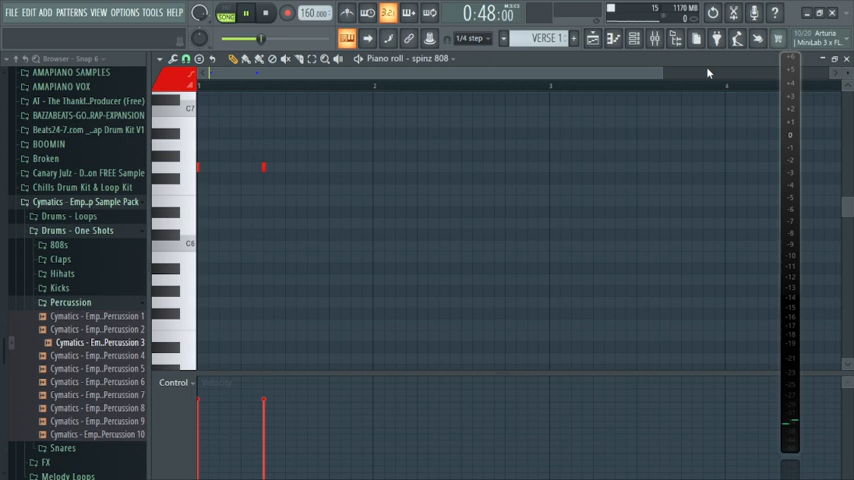 FILE EDIT ADD PATTERNS VIEW OPTIONS TOOLS HELP
SONG
160.000
3.2
0:48:00
M:S:CS
15
1170 MB
0
1/4 step
VERSE 1
10/20 Arturia
MiniLab 3 x FL..
Browser - Snap 6
Piano roll - spinz 808
AMAPIANO SAMPLES
AMAPIANO VOX
AT - The ThankI...Producer (Free)
BAZZABEATS-G...RAP-EXPANSION
Beats24-7.com _...ap Drum Kit V1
BOOMIN
Broken
Canary Julz - D...on FREE Sample
Chills Drum Kit & Loop Kit
Cymatics - Emp...p Sample Pack
Drums - Loops
Drums - One Shots
808s
Claps
Hihats
Kicks
Percussion
Cymatics - Emp...Percussion 1
Cymatics - Emp...Percussion 2
Cymatics - Em...Percussion 3
Cymatics - Emp...Percussion 4
Cymatics - Emp...Percussion 5
Cymatics - Emp...Percussion 6
Cymatics - Emp...Percussion 7
Cymatics - Emp...Percussion 8
Cymatics - Emp...Percussion 9
Cymatics - Emp...Percussion 10
Snares
FX
Melody Loops
1
2
3
4
C7
C6
Control
Velocity
+6
+5
+4
+3
+2
+1
0
-1
-2
-3
-4
-5
-6
-7
-8
-9
-10
-11
-12
-13
-14
-15
-16
-17
-18
-19
-21
-23
-25
-27